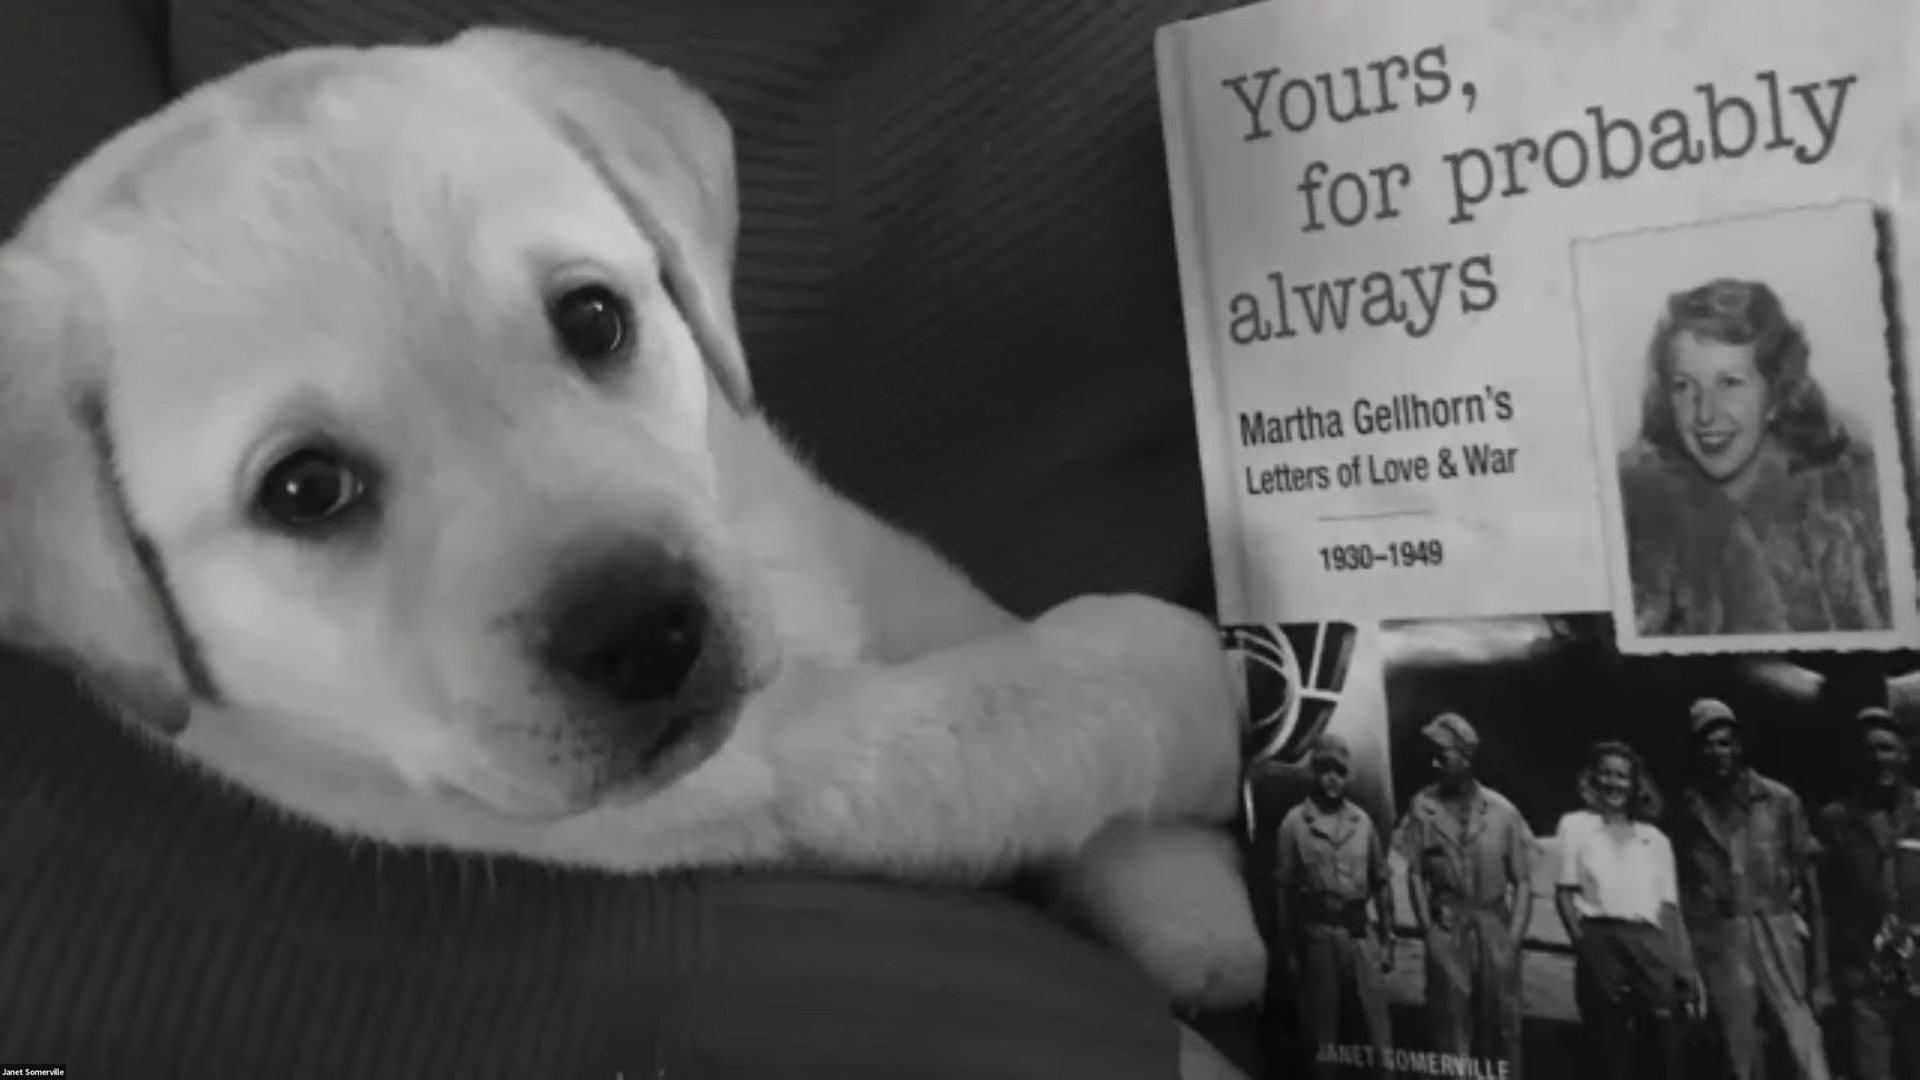 Yours,
for probably
always
Martha Gellhorn's
Letters of Love & War
1930–1949
JANET SOMERVILLE
Janet Somerville